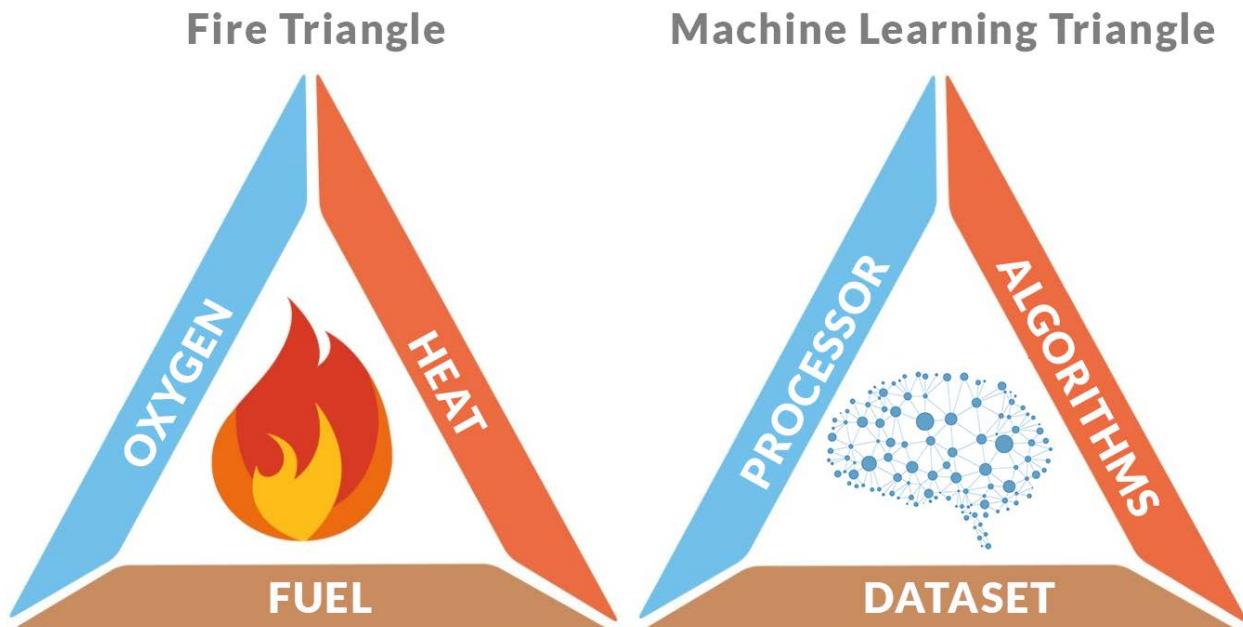 Fire Triangle
OXYGEN
HEAT
FUEL
Machine Learning Triangle
PROCESSOR
ALGORITHMS
DATASET